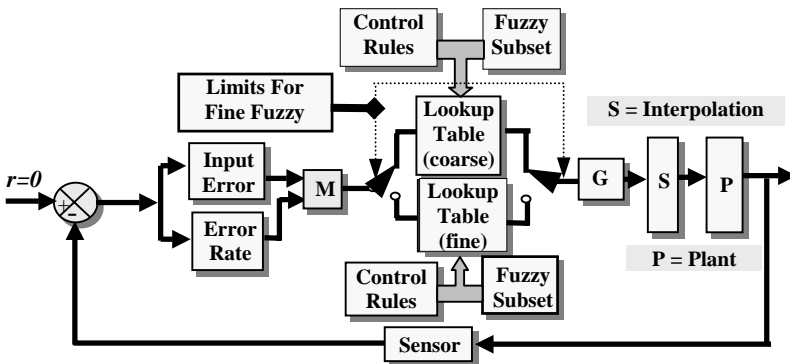 Control
Rules
Fuzzy
Subset
Limits For
Fine Fuzzy
Lookup
Table
(coarse)
S = Interpolation
r=0
+
-
Input
Error
M
G
S
P
Error
Rate
Lookup
Table
(fine)
P = Plant
Control
Rules
Fuzzy
Subset
Sensor